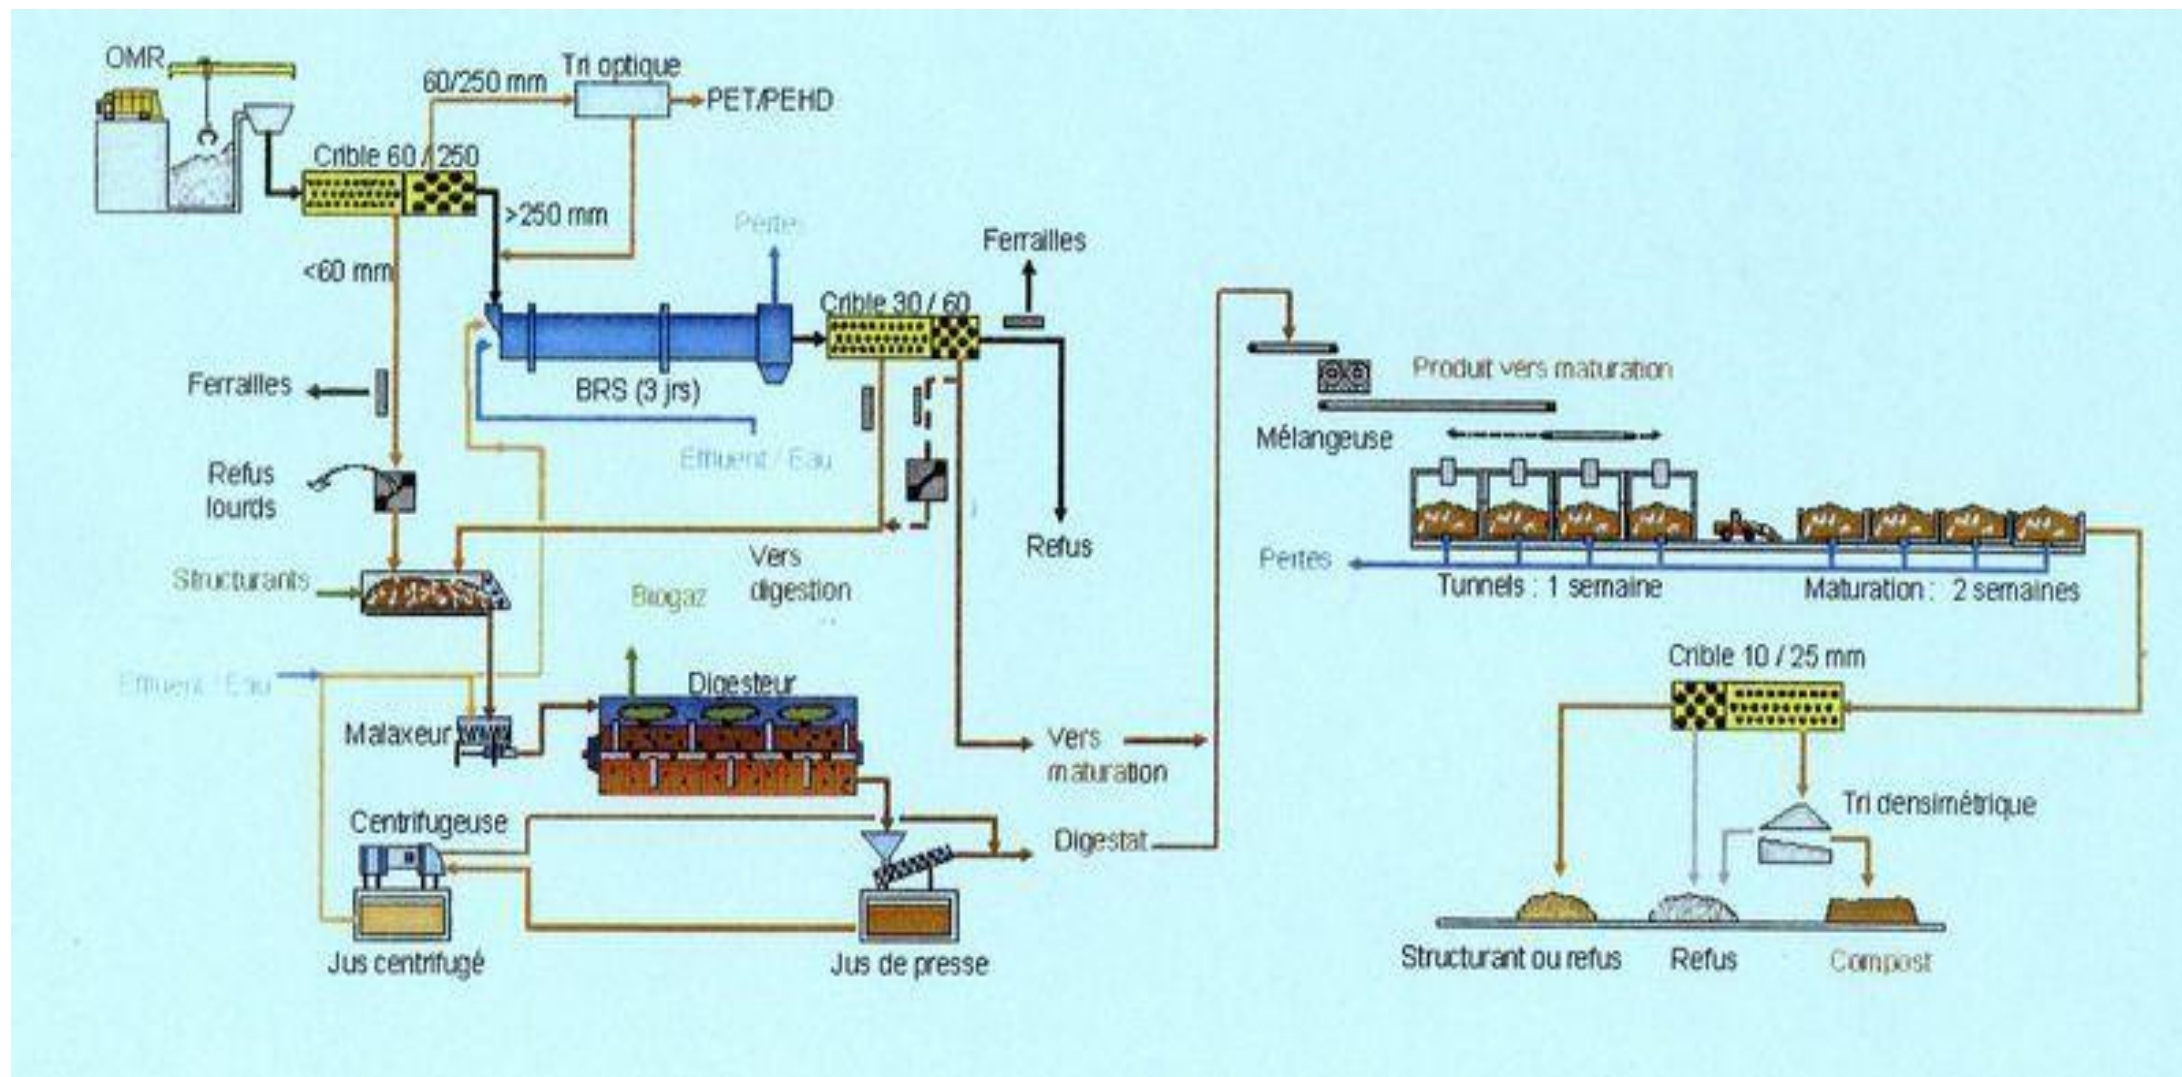 OMR
Tri optique
60/250 mm
PET/PEHD
Crible 60 / 250
>250 mm
<60 mm
Pertes
Ferrailles
Crible 30 / 60
Ferrailles
BRS (3 jrs)
Effluent / Eau
Produit vers maturation
Mélangeuse
Refus
lourds
Refus
Vers
digestion
Structurants
Biogaz
Pertes
Tunnels : 1 semaine
Maturation : 2 semaines
Effluent / Eau
Digesteur
Malaxeur
Vers
maturation
Crible 10 / 25 mm
Centrifugeuse
Digestat
Tri densimétrique
Jus centrifugé
Jus de presse
Structurant ou refus
Refus
Compost